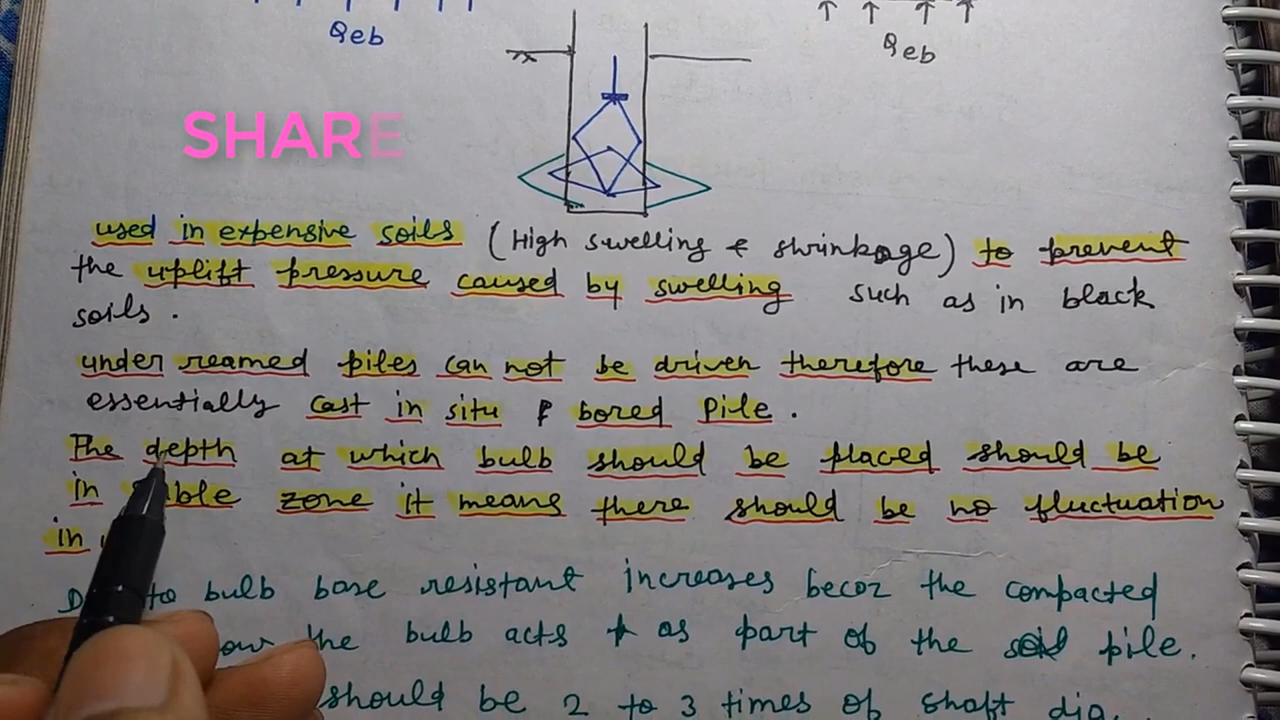 Qeb
Qeb
SHARE
used in expensive soils (High swelling & shrinkage) to prevent
the uplift pressure caused by swelling such as in black
soils.
under reamed piles can not be driven therefore these are
essentially cast in situ & bored pile.
The depth at which bulb should be placed should be
in zone it means there should be no fluctuation
in
to bulb base resistant increases becoz the compacted
the bulb acts as part of the pile.
should be 2 to 3 times of shaft dia.